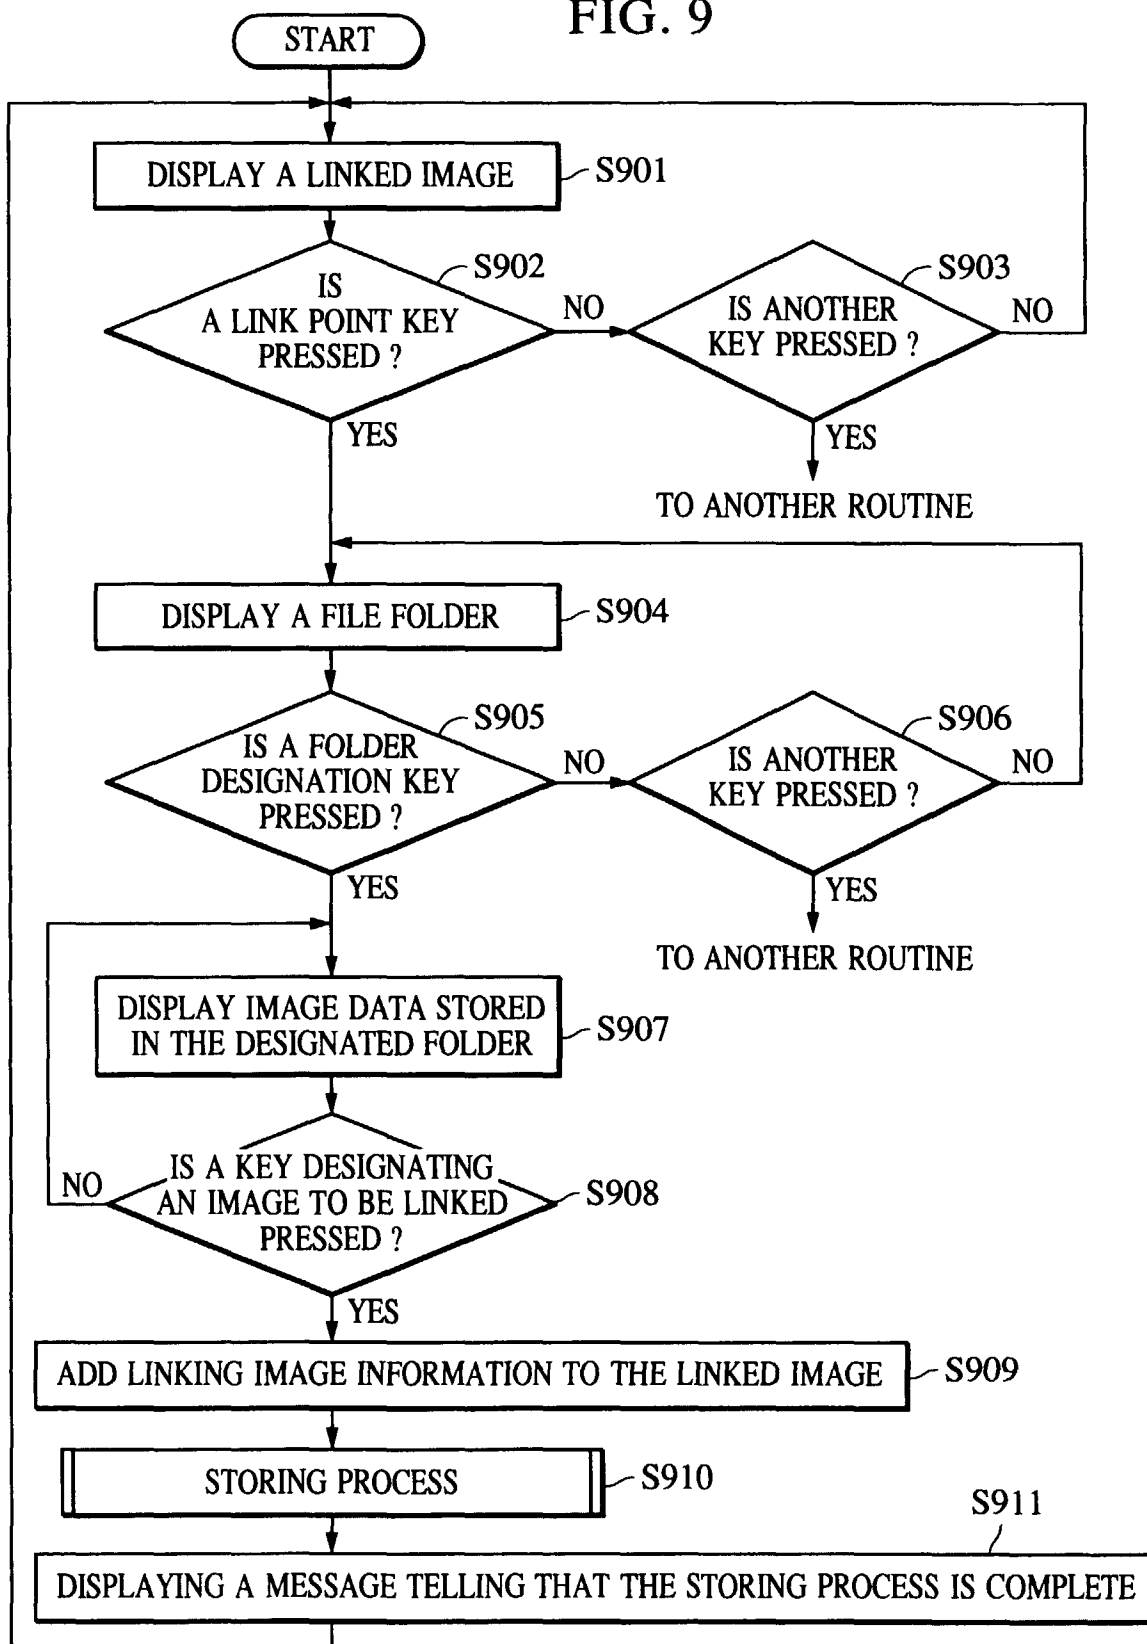 FIG. 9
START
DISPLAY A LINKED IMAGE
S901
IS
A LINK POINT KEY
PRESSED ?
S902
NO
YES
IS ANOTHER
KEY PRESSED ?
S903
NO
YES
TO ANOTHER ROUTINE
DISPLAY A FILE FOLDER
S904
IS A FOLDER
DESIGNATION KEY
PRESSED ?
S905
NO
YES
IS ANOTHER
KEY PRESSED ?
S906
NO
YES
TO ANOTHER ROUTINE
DISPLAY IMAGE DATA STORED
IN THE DESIGNATED FOLDER
S907
IS A KEY DESIGNATING
AN IMAGE TO BE LINKED
PRESSED ?
S908
NO
YES
ADD LINKING IMAGE INFORMATION TO THE LINKED IMAGE
S909
STORING PROCESS
S910
S911
DISPLAYING A MESSAGE TELLING THAT THE STORING PROCESS IS COMPLETE